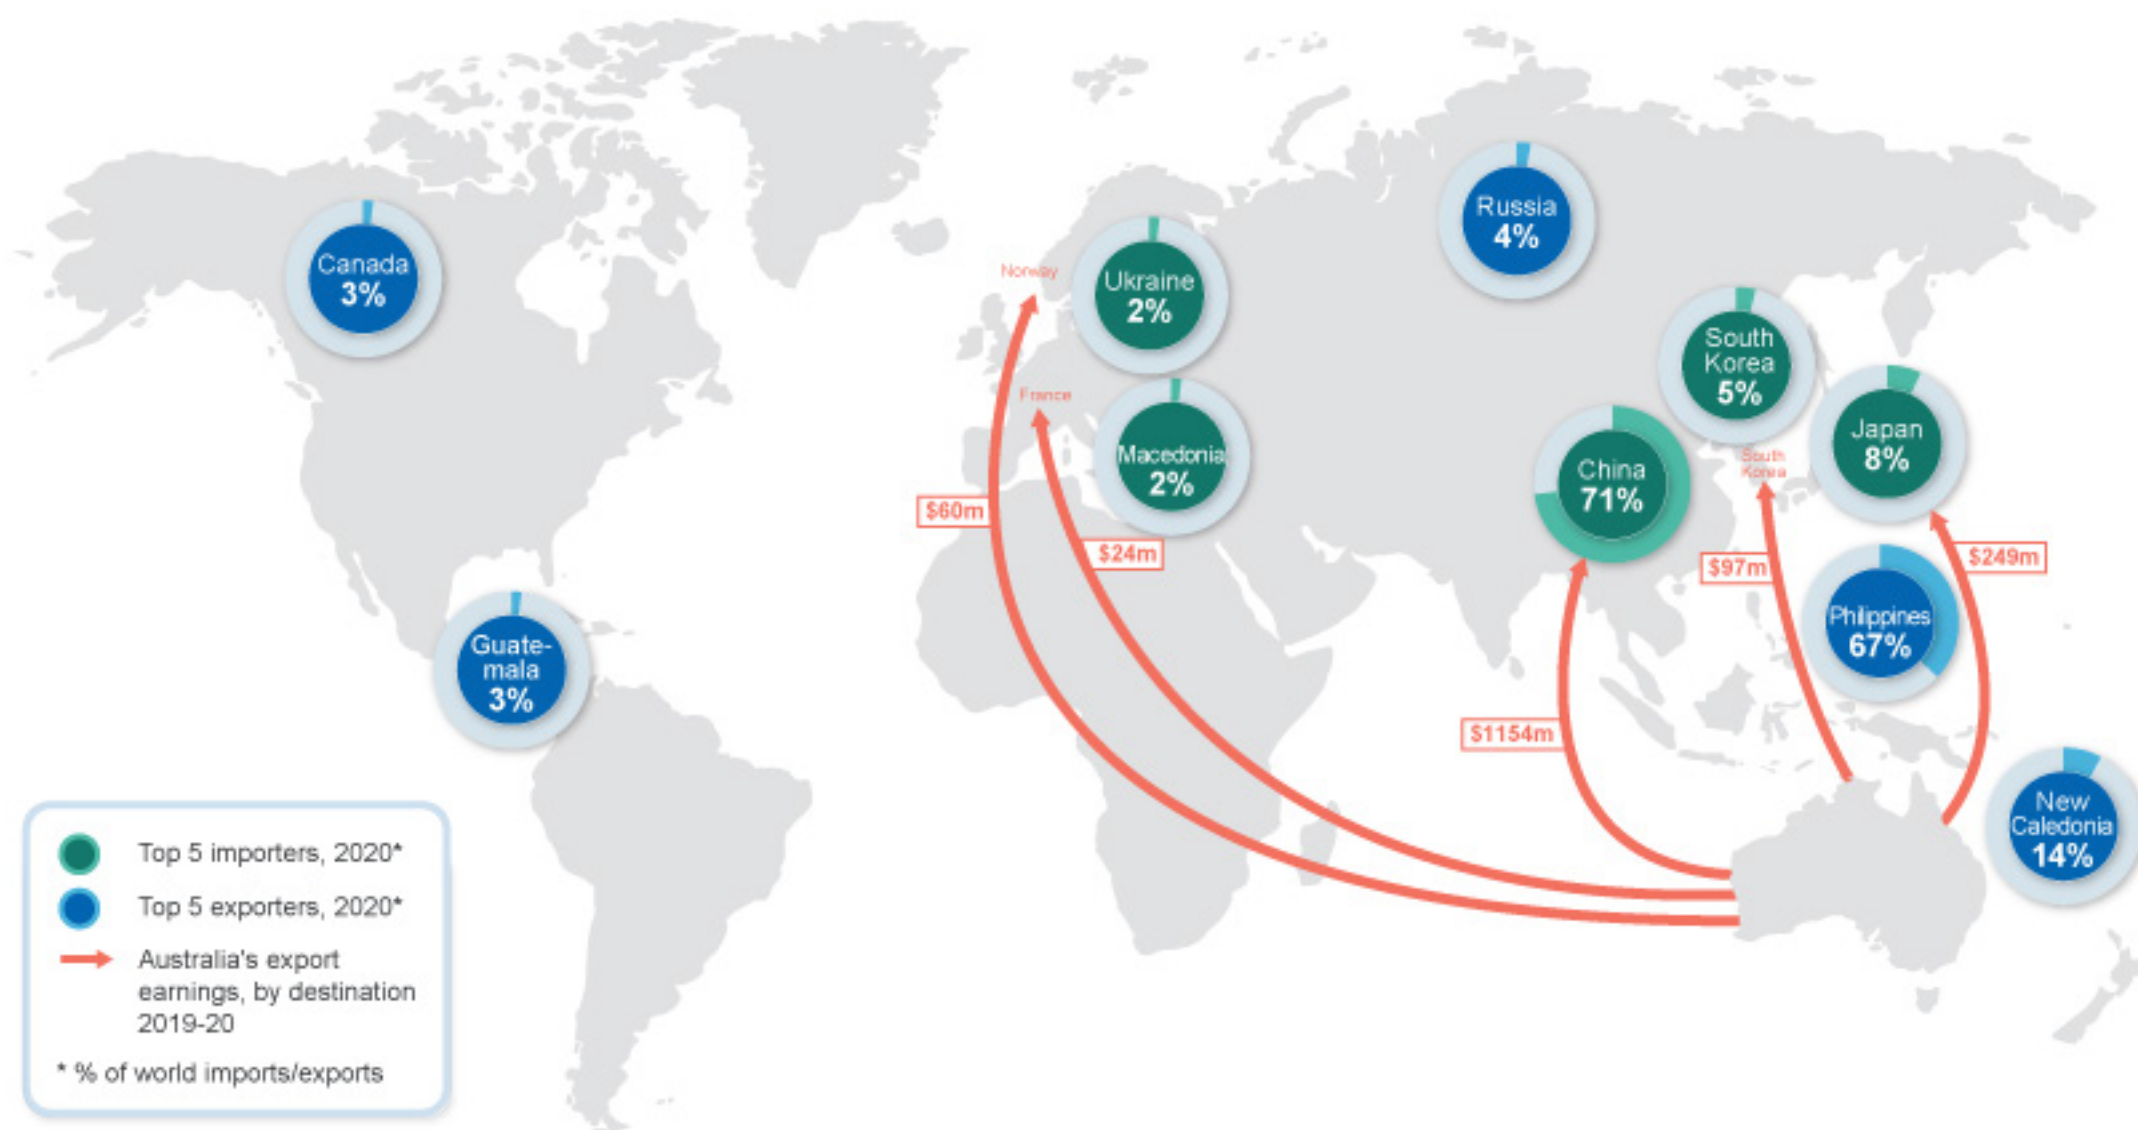 Canada
3%
Guate-
mala
3%
Norway
Ukraine
2%
France
Macedonia
2%
Russia
4%
South
Korea
5%
Japan
8%
China
71%
South
Korea
Philippines
67%
New
Caledonia
14%
$60m
$24m
$1154m
$97m
$249m
Top 5 importers, 2020*
Top 5 exporters, 2020*
Australia's export
earnings, by destination
2019-20
* % of world imports/exports